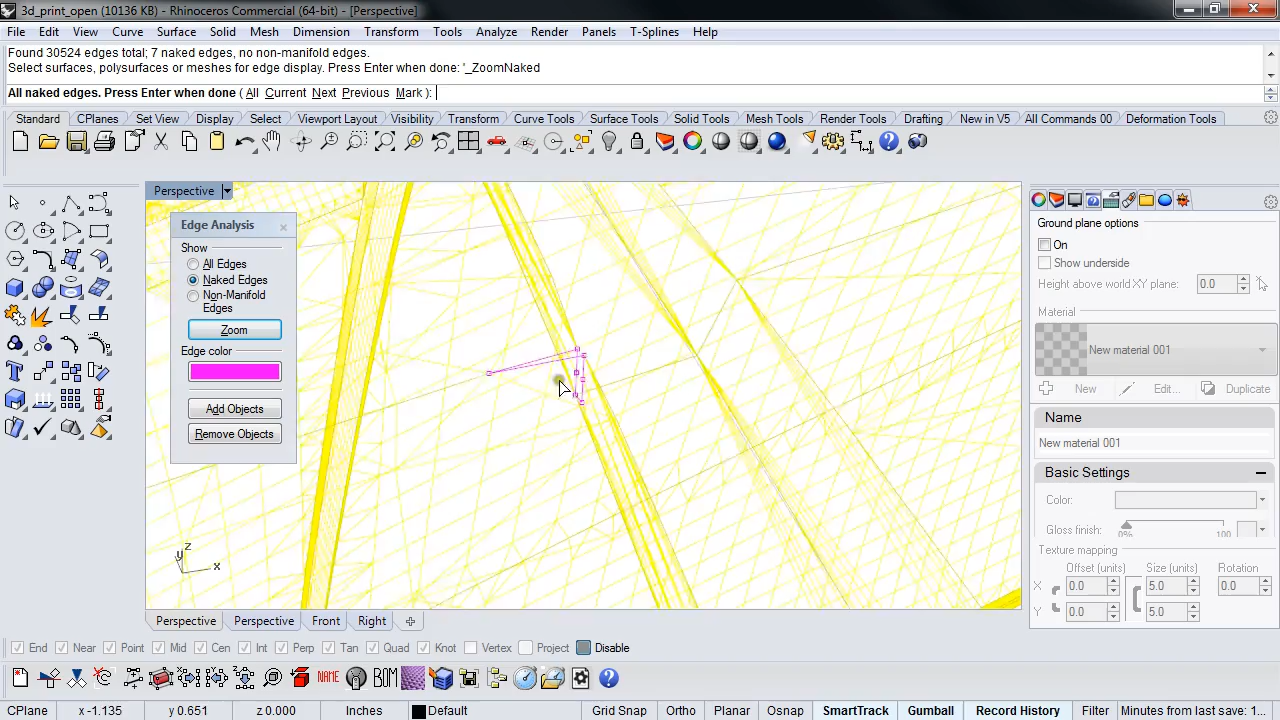 3d_print_open (10136 KB) - Rhinoceros Commercial (64-bit) - [Perspective]
File Edit View Curve Surface Solid Mesh Dimension Transform Tools Analyze Render Panels T-Splines Help
Found 30524 edges total; 7 naked edges, no non-manifold edges.
Select surfaces, polysurfaces or meshes for edge display. Press Enter when done: '_ZoomNaked
All naked edges. Press Enter when done ( All Current Next Previous Mark ):
Standard CPlanes Set View Display Select Viewport Layout Visibility Transform Curve Tools Surface Tools Solid Tools Mesh Tools Render Tools Drafting New in V5 All Commands 00 Deformation Tools
Perspective
Edge Analysis
Show
All Edges
Naked Edges
Non-Manifold
Edges
Zoom
Edge color
Add Objects
Remove Objects
z
y
x
Ground plane options
On
Show underside
Height above world XY plane: 0.0
Material
New material 001
New Edit... Duplicate
Name
New material 001
Basic Settings
Color:
Gloss finish:
0% 100
Texture mapping
Offset (units) Size (units) Rotation
X 0.0 5.0 0.0
Y 0.0 5.0
Perspective Perspective Front Right
End Near Point Mid Cen Int Perp Tan Quad Knot Vertex Project Disable
NAME BOM
CPlane x -1.135 y 0.651 z 0.000 Inches Default Grid Snap Ortho Planar Osnap SmartTrack Gumball Record History Filter Minutes from last save: 1...